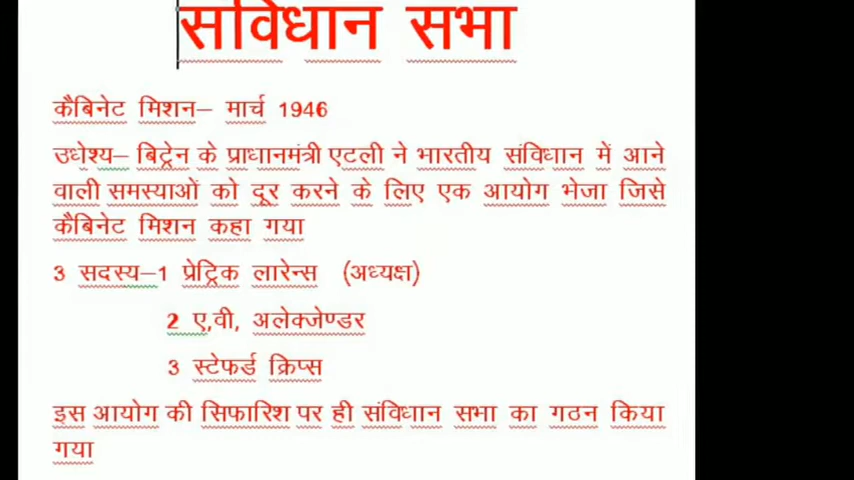 संविधान सभा
कैबिनेट मिशन– मार्च 1946
उधेश्य– बिट्रेन के प्राधानमंत्री एटली ने भारतीय संविधान में आने
वाली समस्याओं को दूर करने के लिए एक आयोग भेजा जिसे
कैबिनेट मिशन कहा गया
3 सदस्य–1 प्रेट्रिक लारेन्स (अध्यक्ष)
2 ए,वी, अलेक्जेण्डर
3 स्टेफर्ड क्रिप्स
इस आयोग की सिफारिश पर ही संविधान सभा का गठन किया
गया